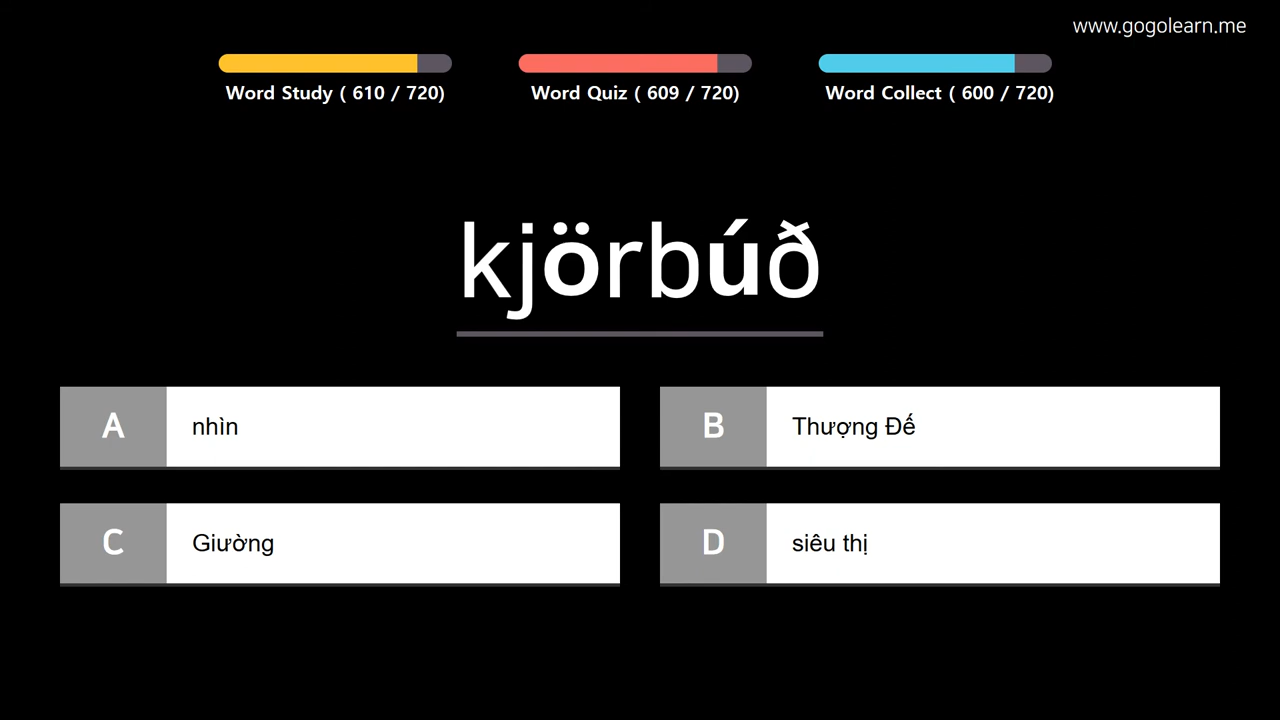 www.gogolearn.me
Word Study ( 610 / 720)
Word Quiz ( 609 / 720)
Word Collect ( 600 / 720)
kjörbúð
A nhìn
B Thượng Đế
C Giường
D siêu thị